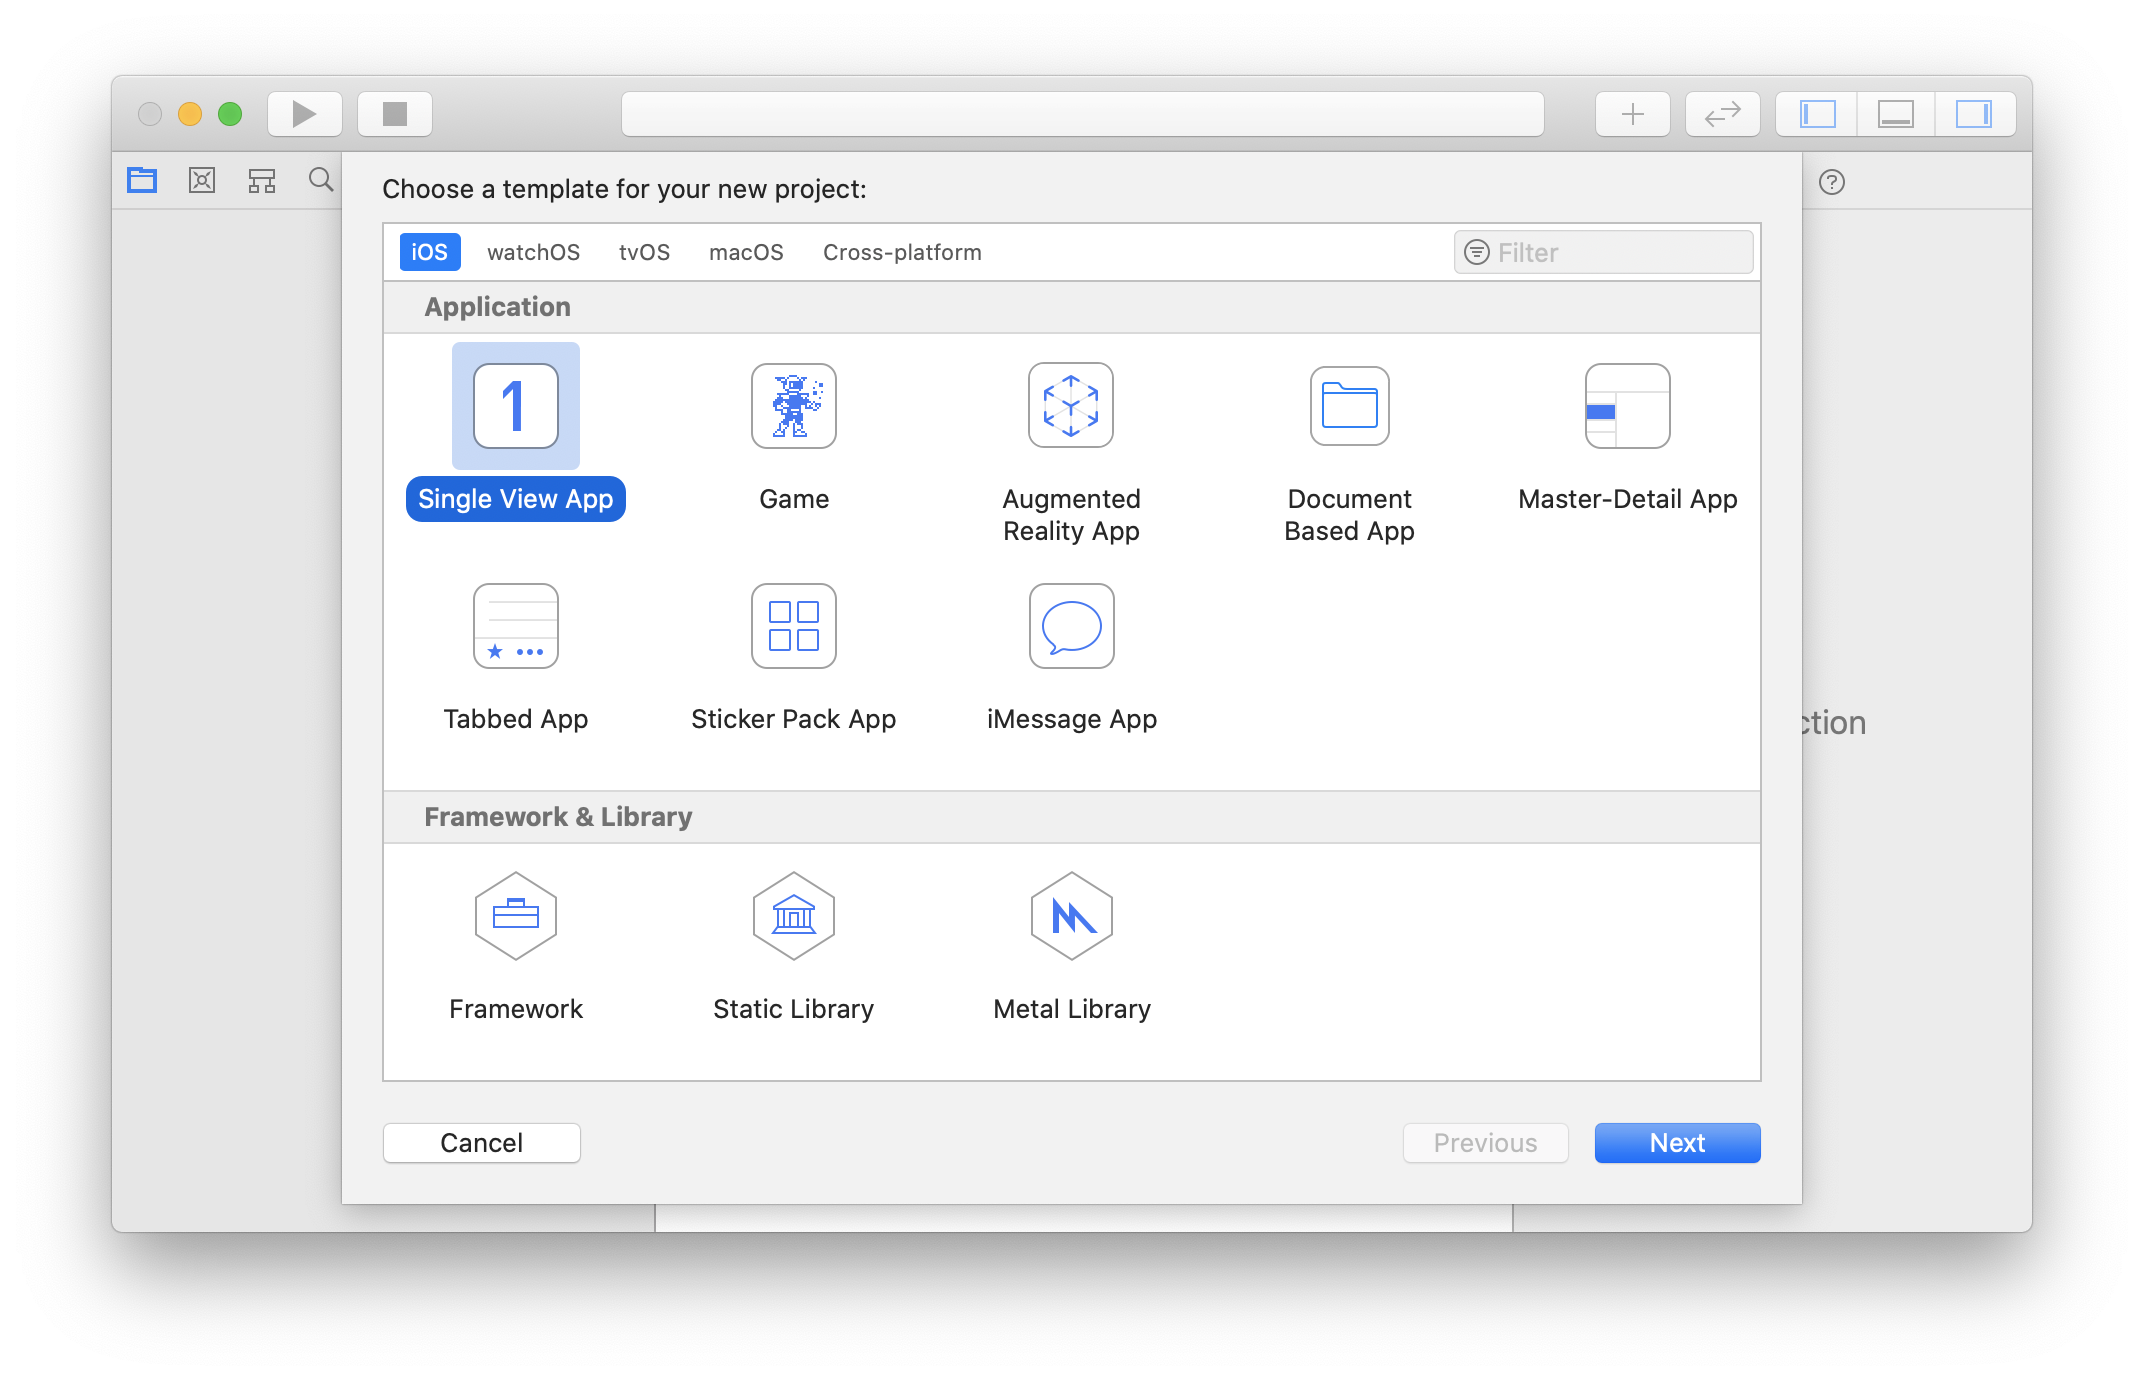 Choose a template for your new project:
iOS watchOS tvOS macOS Cross-platform Filter
Application
1
Single View App Game Augmented Reality App Document Based App Master-Detail App
Tabbed App Sticker Pack App iMessage App
ction
Framework & Library
Framework Static Library Metal Library
Cancel Previous Next